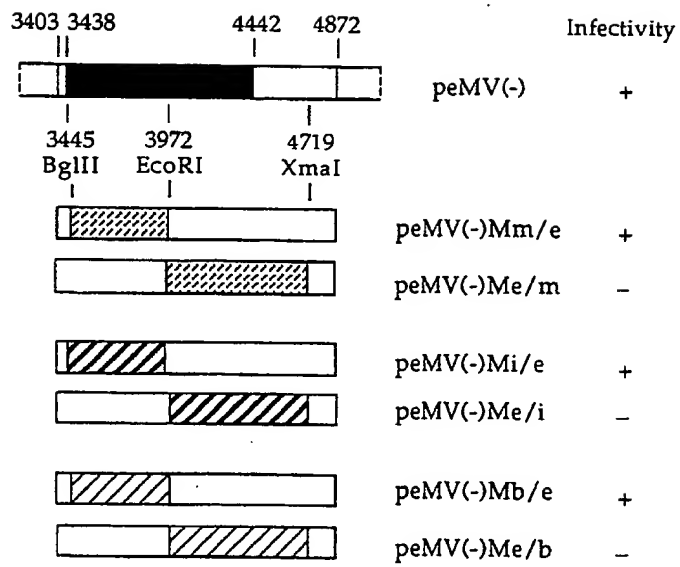 3403 3438 4442 4872 Infectivity
peMV(-) +
3445 3972 4719
BglII EcoRI XmaI
peMV(-)Mm/e +
peMV(-)Me/m –
peMV(-)Mi/e +
peMV(-)Me/i –
peMV(-)Mb/e +
peMV(-)Me/b –